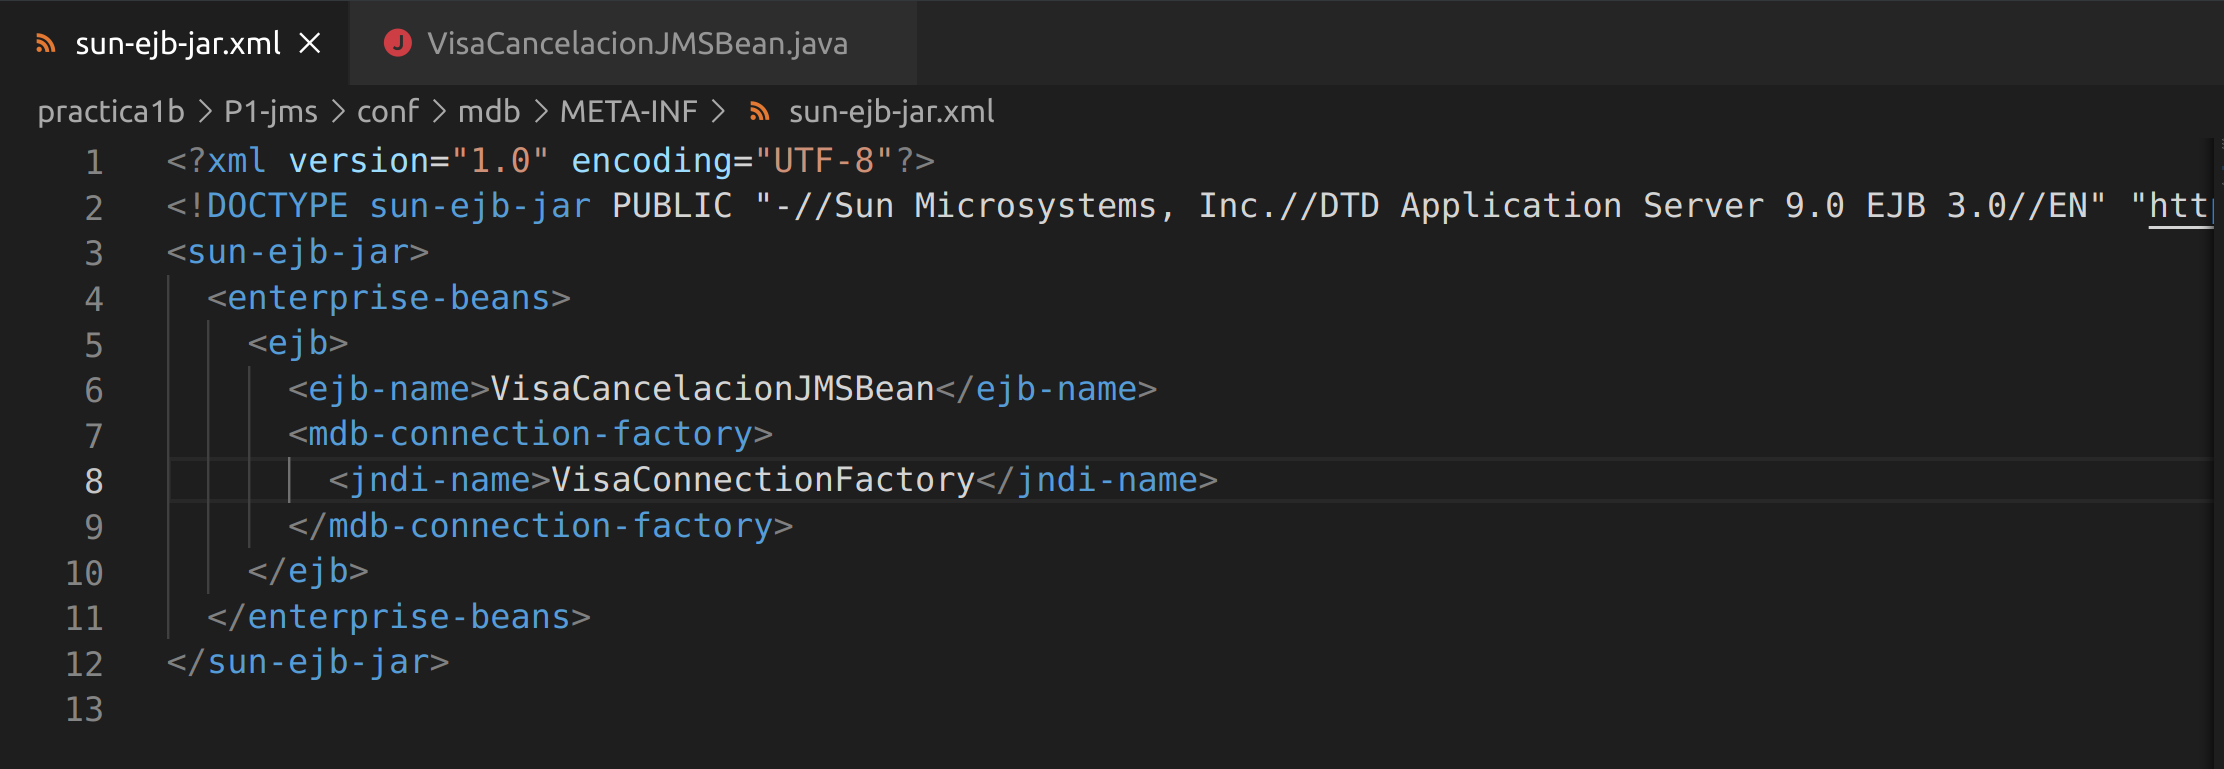 sun-ejb-jar.xml
VisaCancelacionJMSBean.java
practica1b > P1-jms > conf > mdb > META-INF > sun-ejb-jar.xml
1 <?xml version="1.0" encoding="UTF-8"?>
2 <!DOCTYPE sun-ejb-jar PUBLIC "-//Sun Microsystems, Inc.//DTD Application Server 9.0 EJB 3.0//EN" "
3 <sun-ejb-jar>
4 <enterprise-beans>
5 <ejb>
6 <ejb-name>VisaCancelacionJMSBean</ejb-name>
7 <mdb-connection-factory>
8 <jndi-name>VisaConnectionFactory</jndi-name>
9 </mdb-connection-factory>
10 </ejb>
11 </enterprise-beans>
12 </sun-ejb-jar>
13